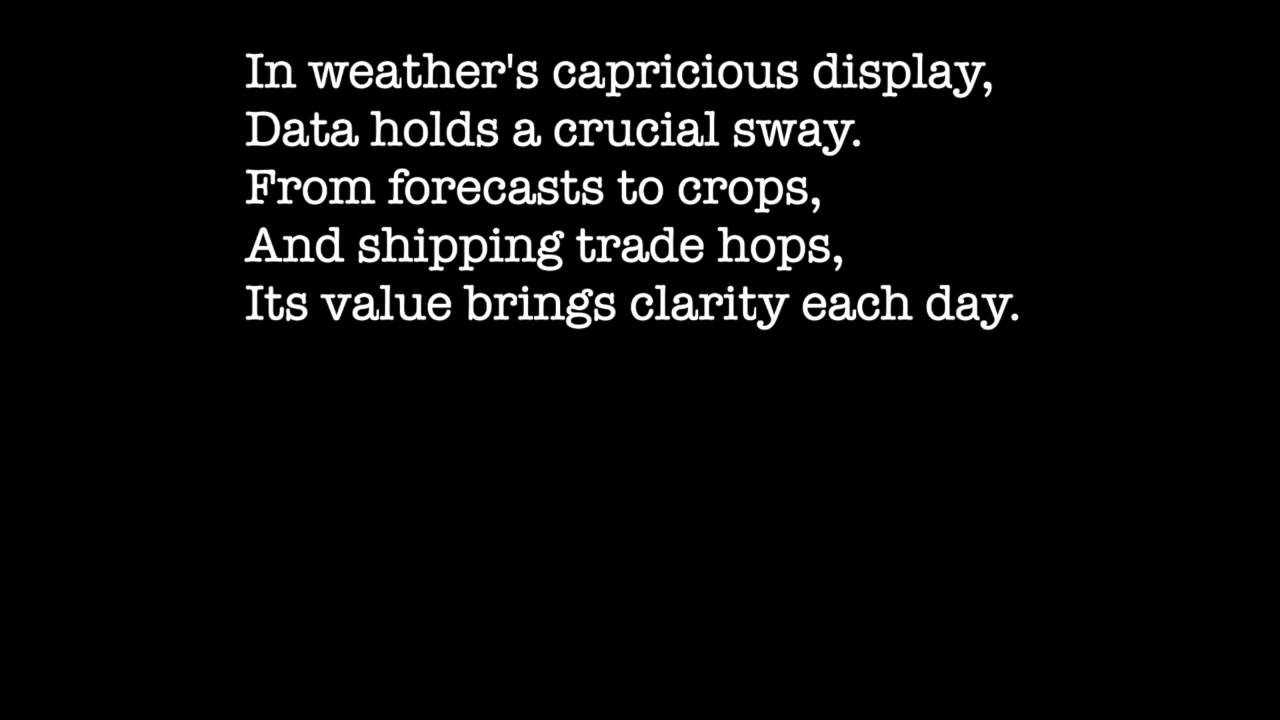 In weather's capricious display,
Data holds a crucial sway.
From forecasts to crops,
And shipping trade hops,
Its value brings clarity each day.